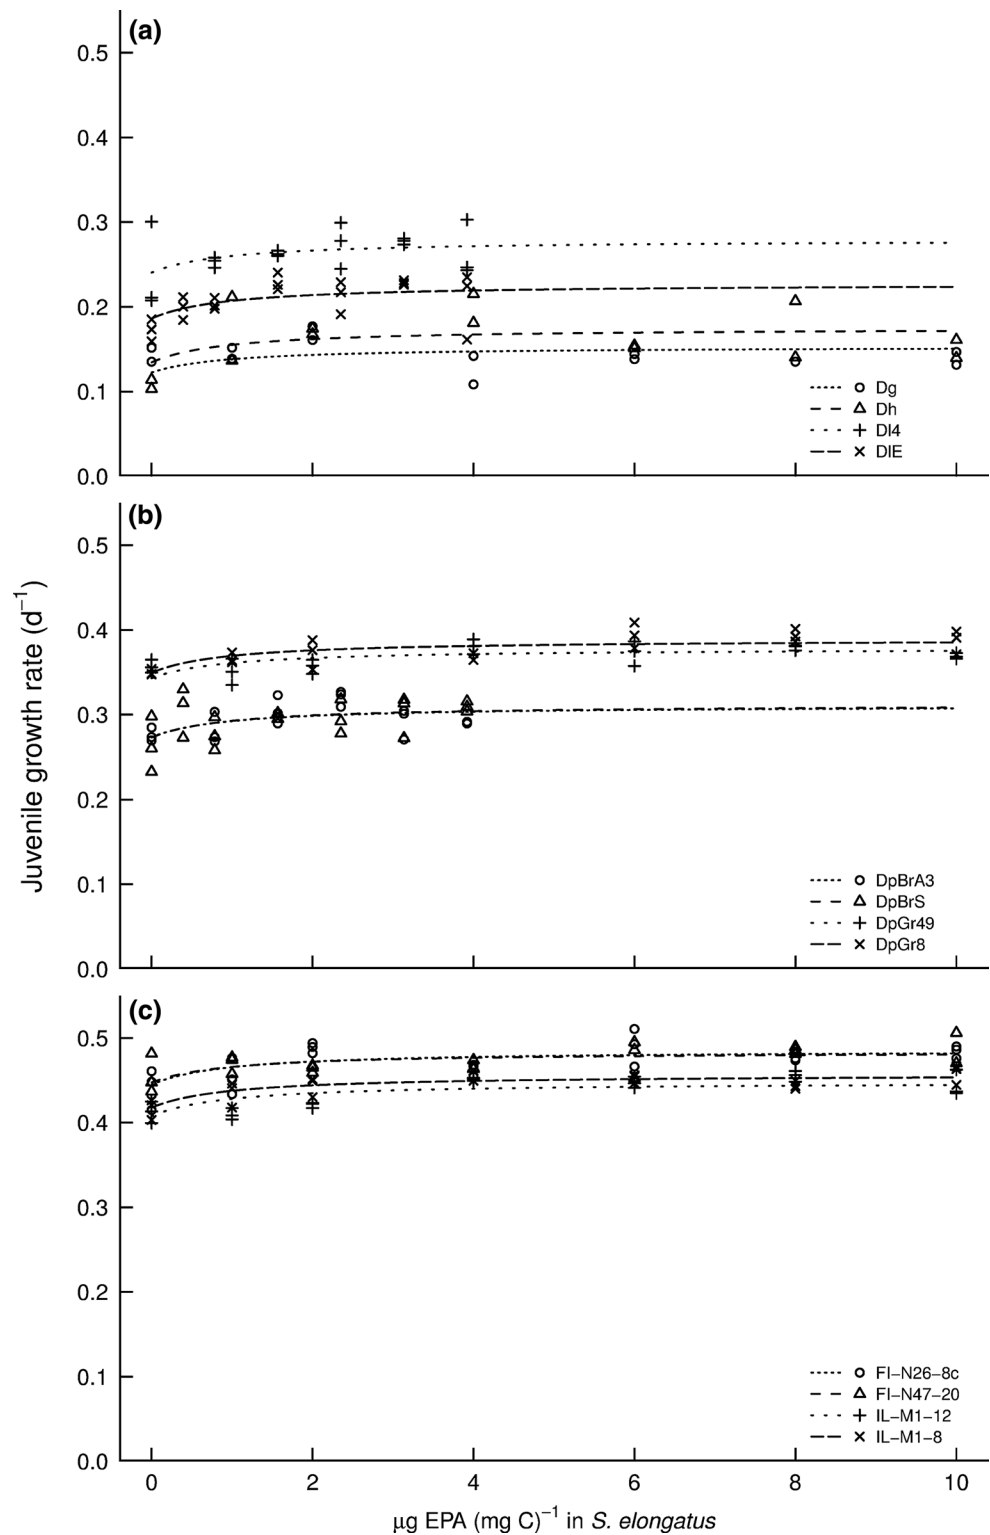 (a)
0.5
0.4
0.3
0.2
0.1
0.0
Dg
Dh
Dl4
DlE
(b)
0.5
0.4
0.3
0.2
0.1
0.0
DpBrA3
DpBrS
DpGr49
DpGr8
Juvenile growth rate (d⁻¹)
(c)
0.5
0.4
0.3
0.2
0.1
0.0
FI−N26−8c
FI−N47−20
IL−M1−12
IL−M1−8
0 2 4 6 8 10
μg EPA (mg C)⁻¹ in S. elongatus